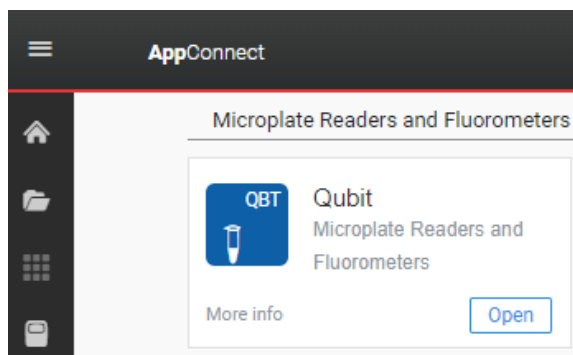 AppConnect
Microplate Readers and Fluorometers
QBT
Qubit
Microplate Readers and
Fluorometers
More info
Open